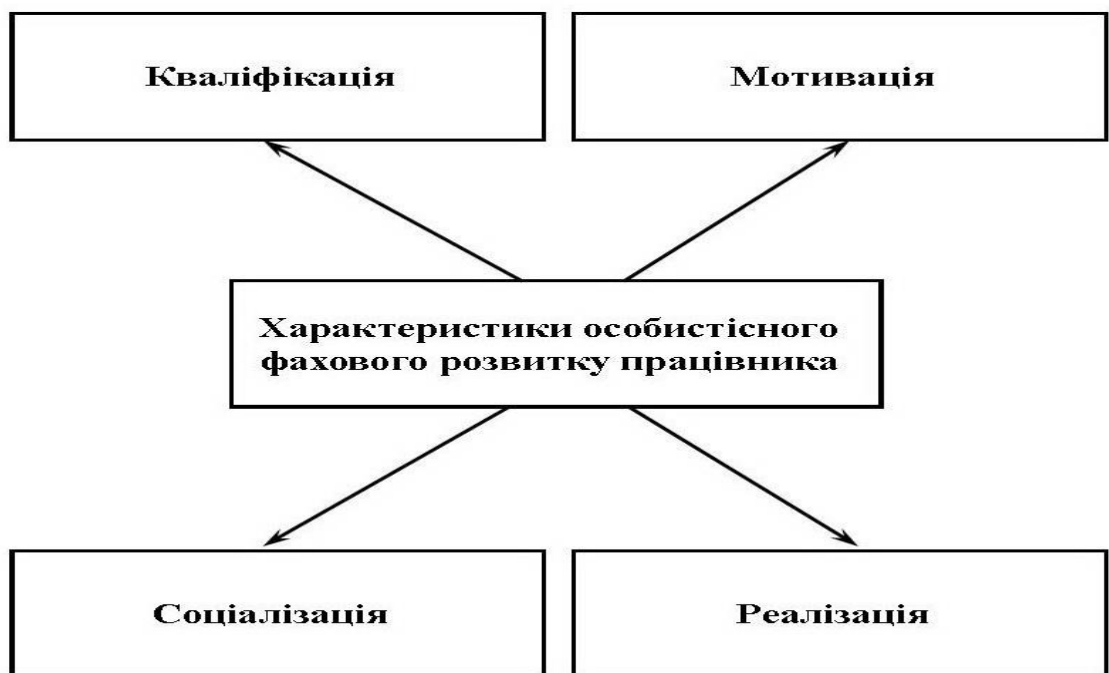 Кваліфікація
Мотивація
Характеристики особистісного
фахового розвитку працівника
Соціалізація
Реалізація